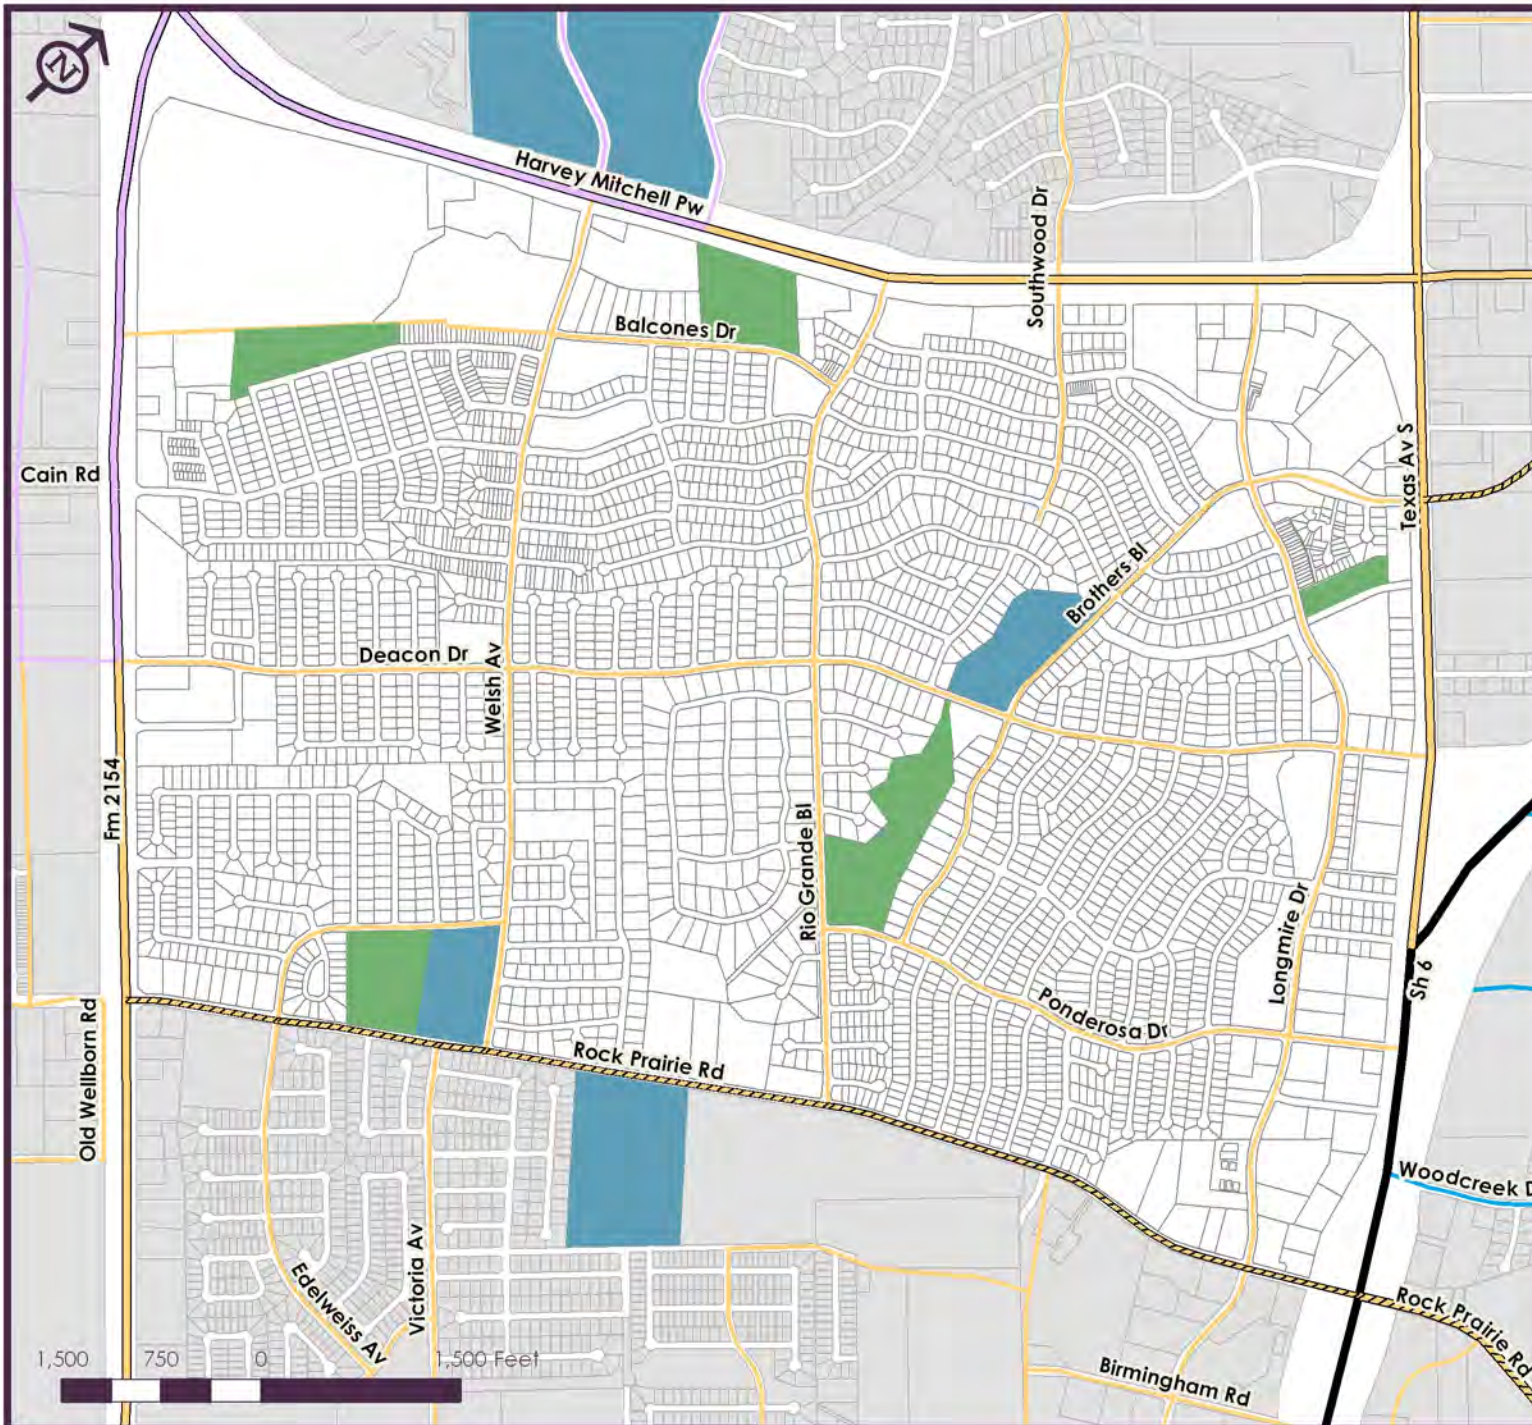 N
Harvey Mitchell Pw
Southwood Dr
Balcones Dr
Texas Av S
Cain Rd
Brothers Bl
Deacon Dr
Welsh Av
Fm 2154
Rio Grande Bl
Longmire Dr
Sh 6
Ponderosa Dr
Old Wellborn Rd
Rock Prairie Rd
Woodcreek D
Edelweiss Av
Victoria Av
Rock Prairie Rd
Birmingham Rd
1,500 750 0 1,500 Feet